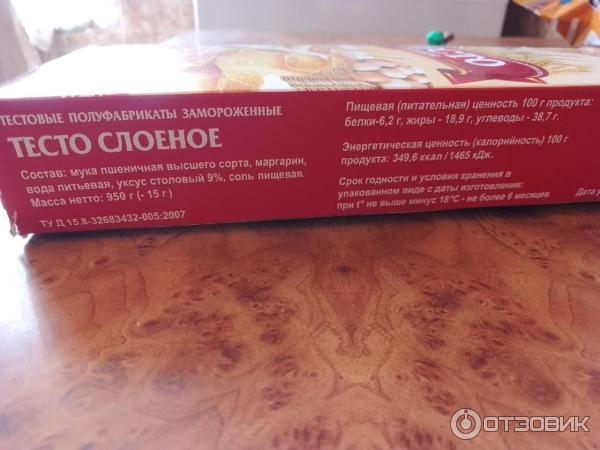 ТЕСТОВЫЕ ПОЛУФАБРИКАТЫ ЗАМОРОЖЕННЫЕ
ТЕСТО СЛОЕНОЕ
Состав: мука пшеничная высшего сорта, маргарин,
вода питьевая, уксус столовый 9%, соль пищевая.
Масса нетто: 950 г (- 15 г)
ТУ Д 15.8-32683432-005:2007
Пищевая (питательная) ценность 100 г продукта:
белки-6,2 г, жиры - 18,9 г, углеводы - 38,7 г.
Энергетическая ценность (калорийность) 100 г
продукта: 349,6 ккал / 1465 кДж.
Срок годности и условия хранения в
упакованном виде с даты изготовления:
при t° не выше минус 18°С - не более 6 месяцев
Дата
ОТЗОВИК